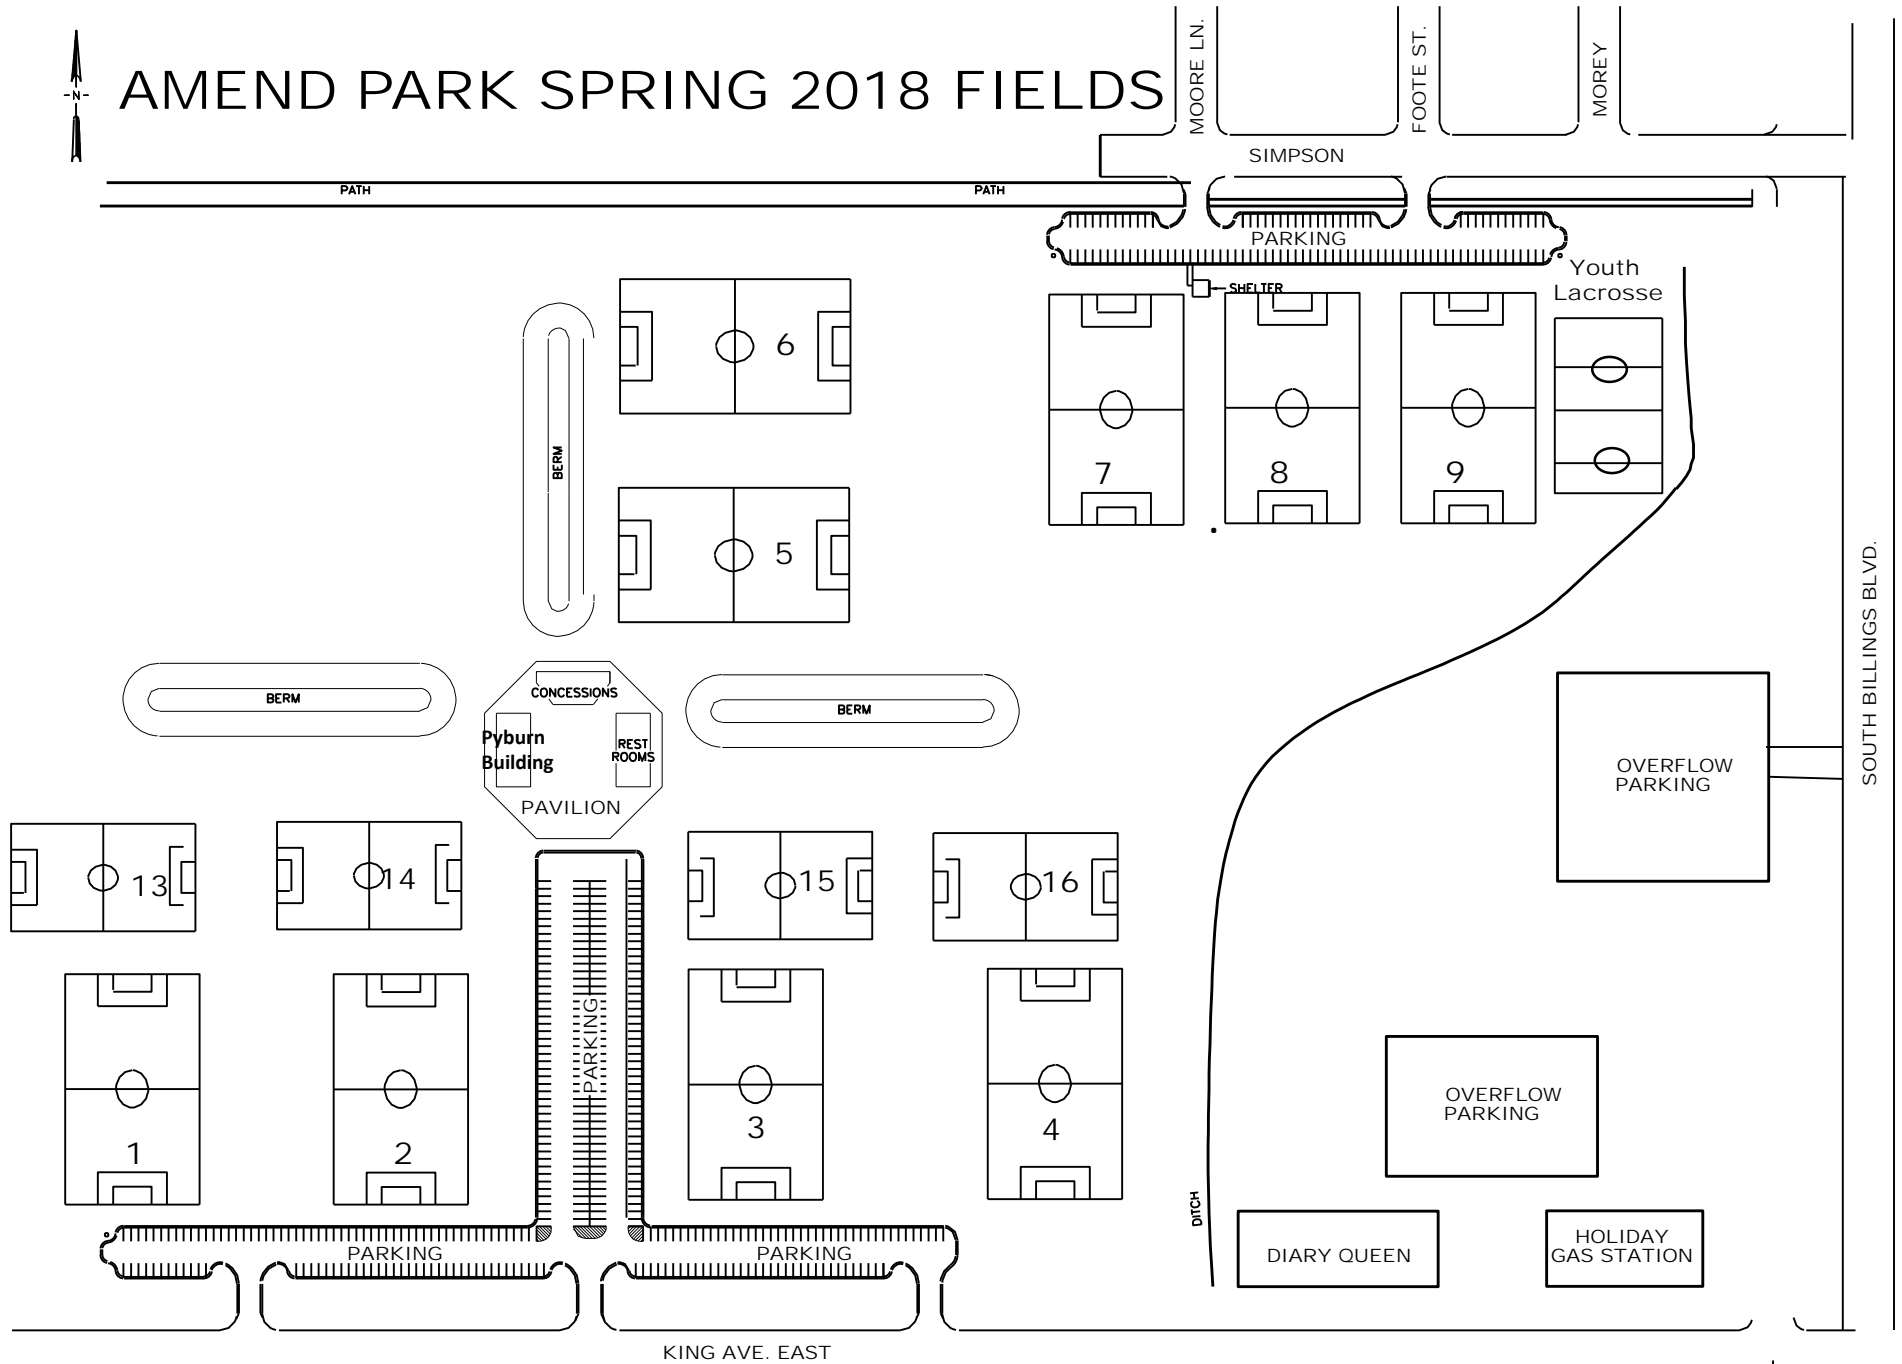 N
AMEND PARK SPRING 2018 FIELDS
MOORE LN.
FOOTE ST.
MOREY
SIMPSON
PATH
PATH
PARKING
SHELTER
Youth
Lacrosse
6
BERM
7
8
9
5
SOUTH BILLINGS BLVD.
BERM
CONCESSIONS
BERM
Pyburn
Building
REST
ROOMS
PAVILION
OVERFLOW
PARKING
13
14
15
16
PARKING
OVERFLOW
PARKING
1
2
3
4
DITCH
PARKING
PARKING
DIARY QUEEN
HOLIDAY
GAS STATION
KING AVE. EAST